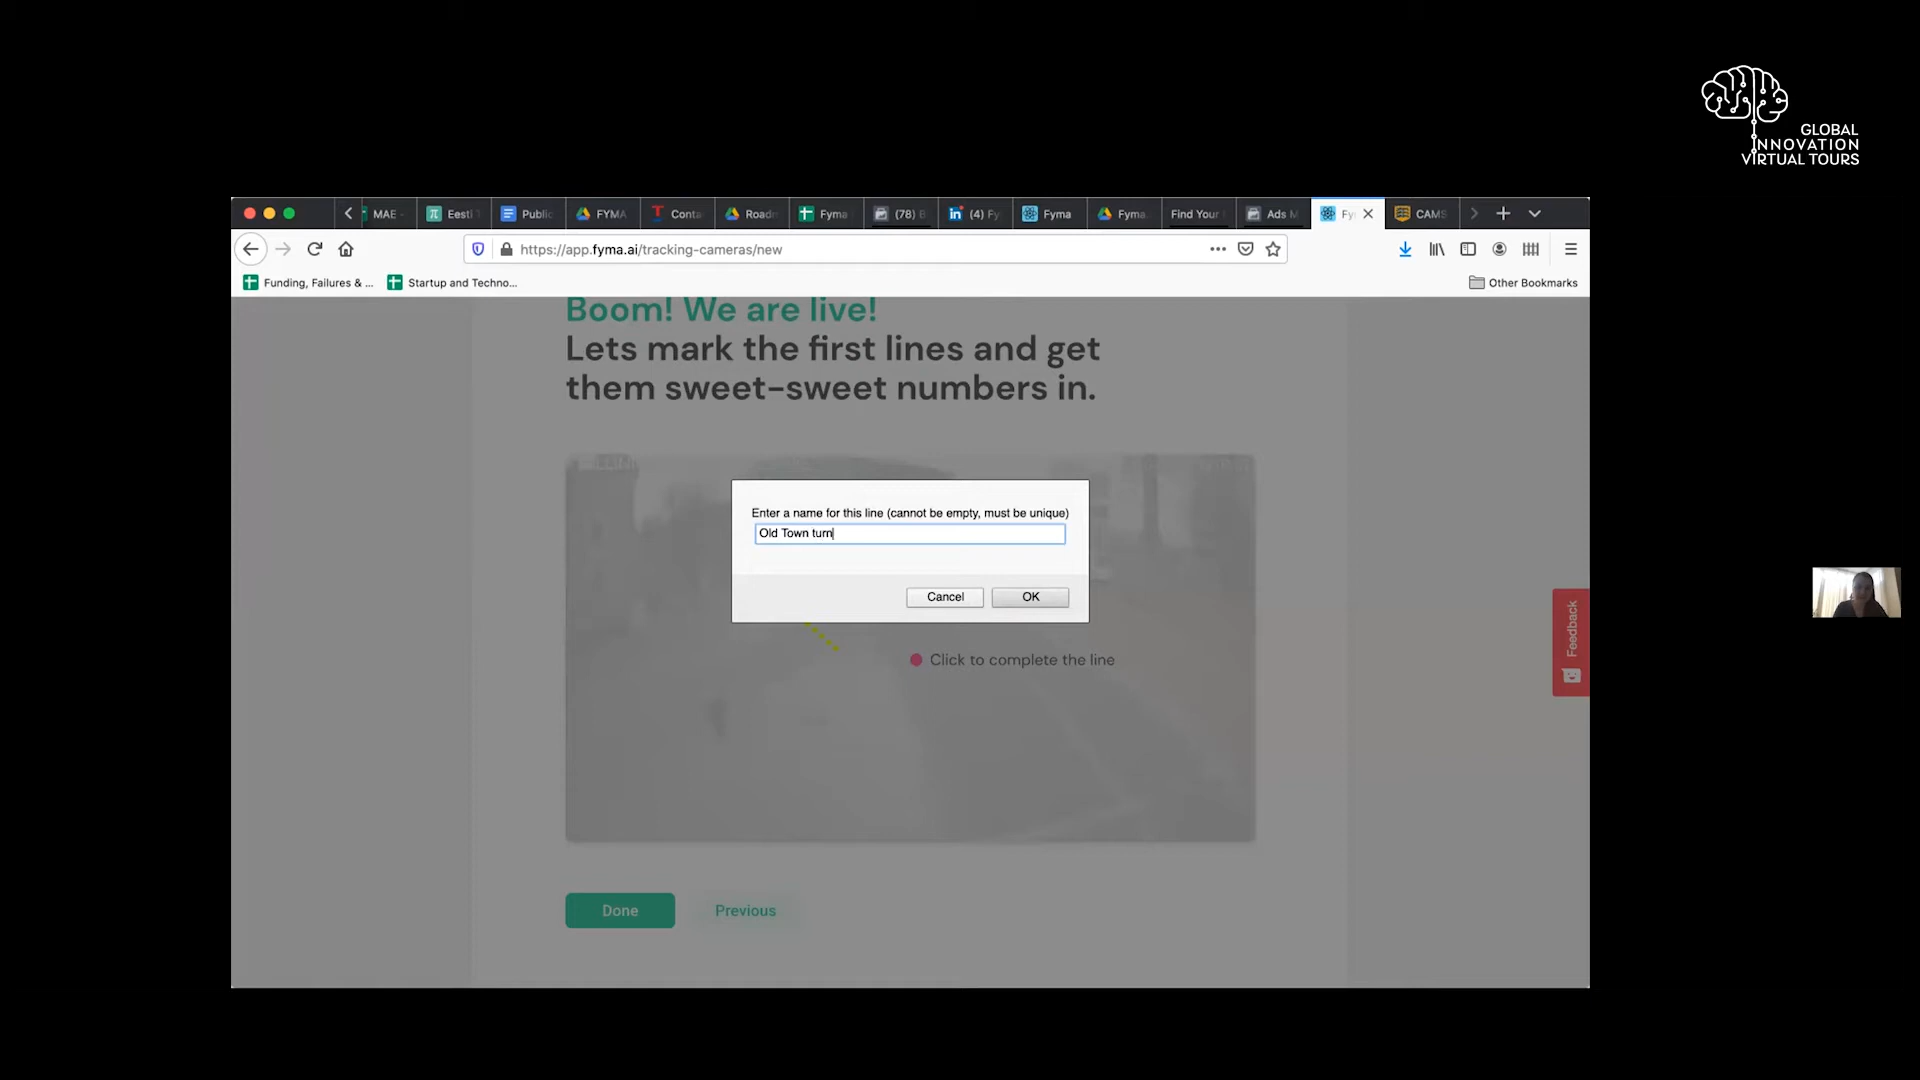 GLOBAL
INNOVATION
VIRTUAL TOURS
MAE
Eesti T
Public
FYMA
Conta
Roadm
Fyma
(78)
(4) Fy
Fyma
Fyma
Find Your
Ads M
Fy
CAMS
https://app.fyma.ai/tracking-cameras/new
Funding, Failures & ...
Startup and Techno...
Other Bookmarks
Boom! We are live!
Lets mark the first lines and get
them sweet-sweet numbers in.
Enter a name for this line (cannot be empty, must be unique)
Old Town turn
Cancel
OK
Click to complete the line
Feedback
Done
Previous